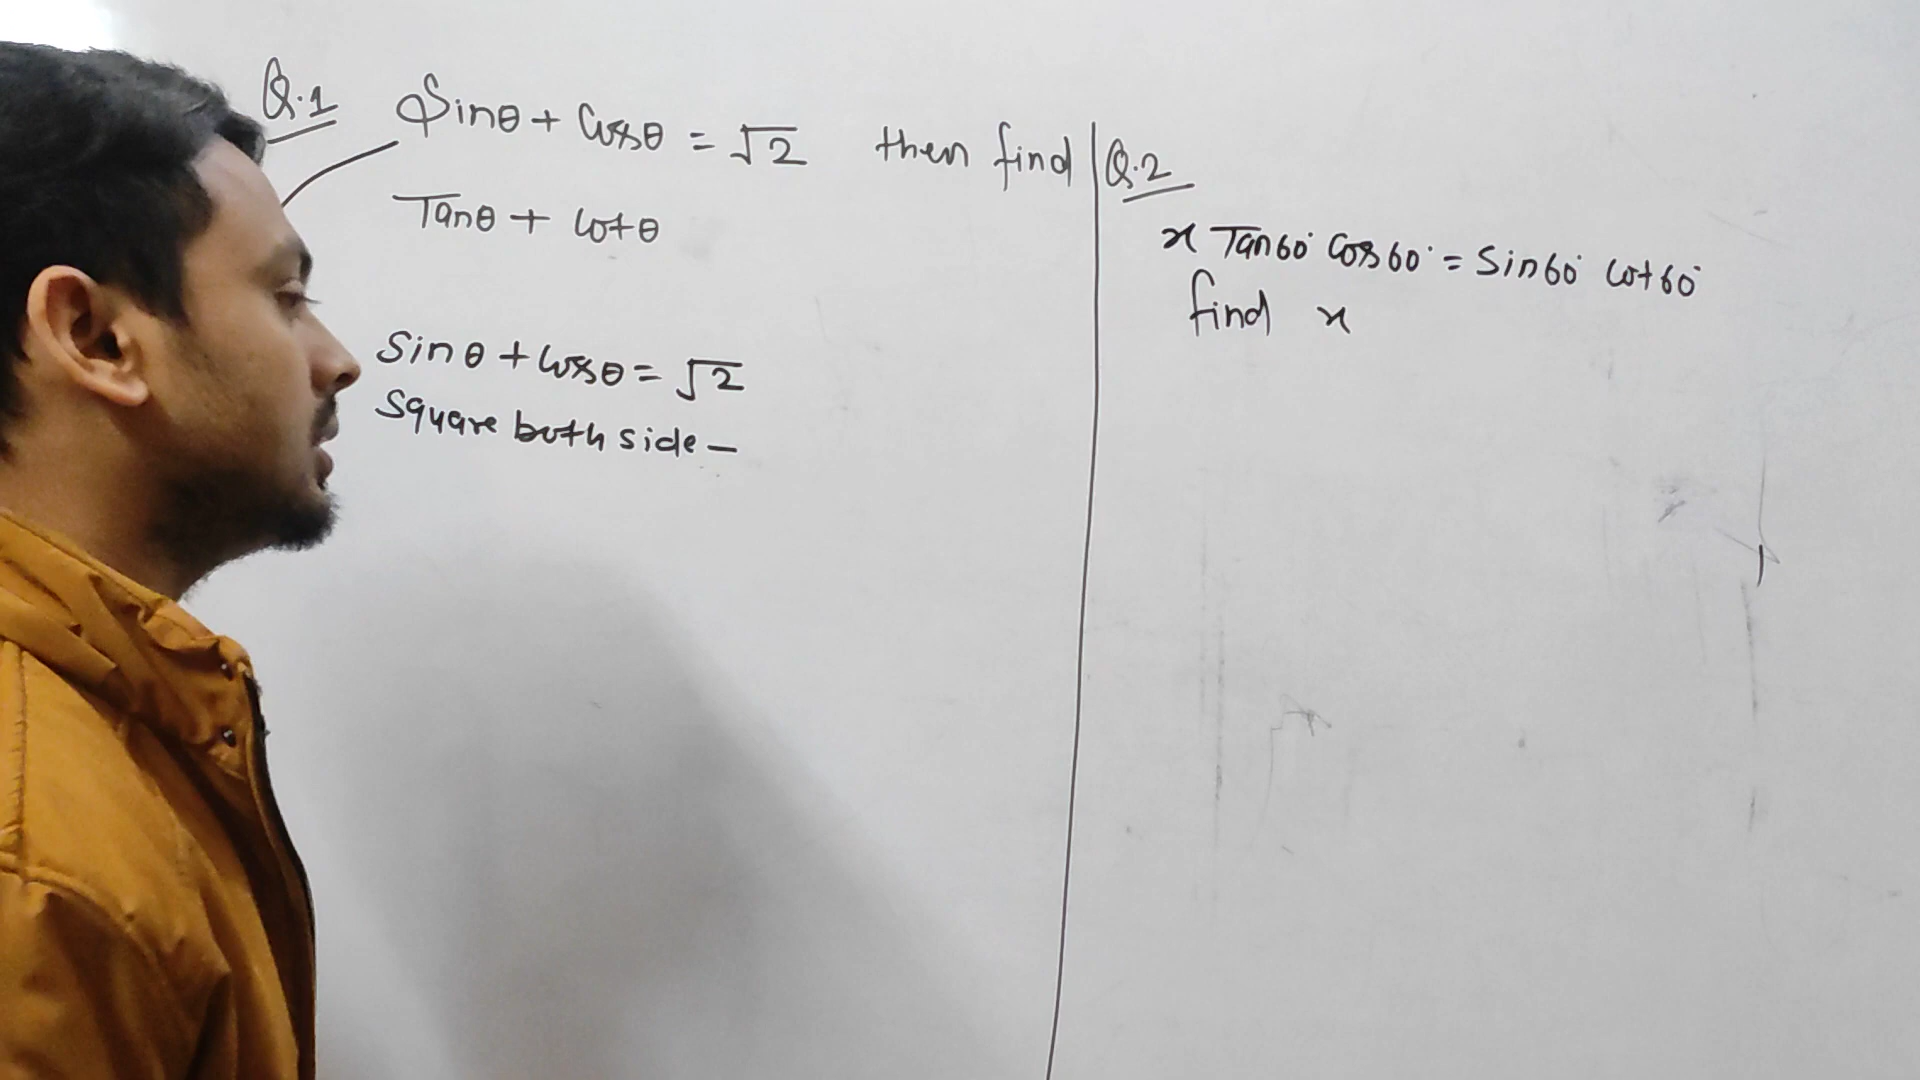 Q.1 Sinθ + Cosθ = √2 then find
Tanθ + Cotθ
Sinθ + Cosθ = √2
Square both side –
Q.2
x Tan60° Cos60° = Sin60° Cot60°
find x